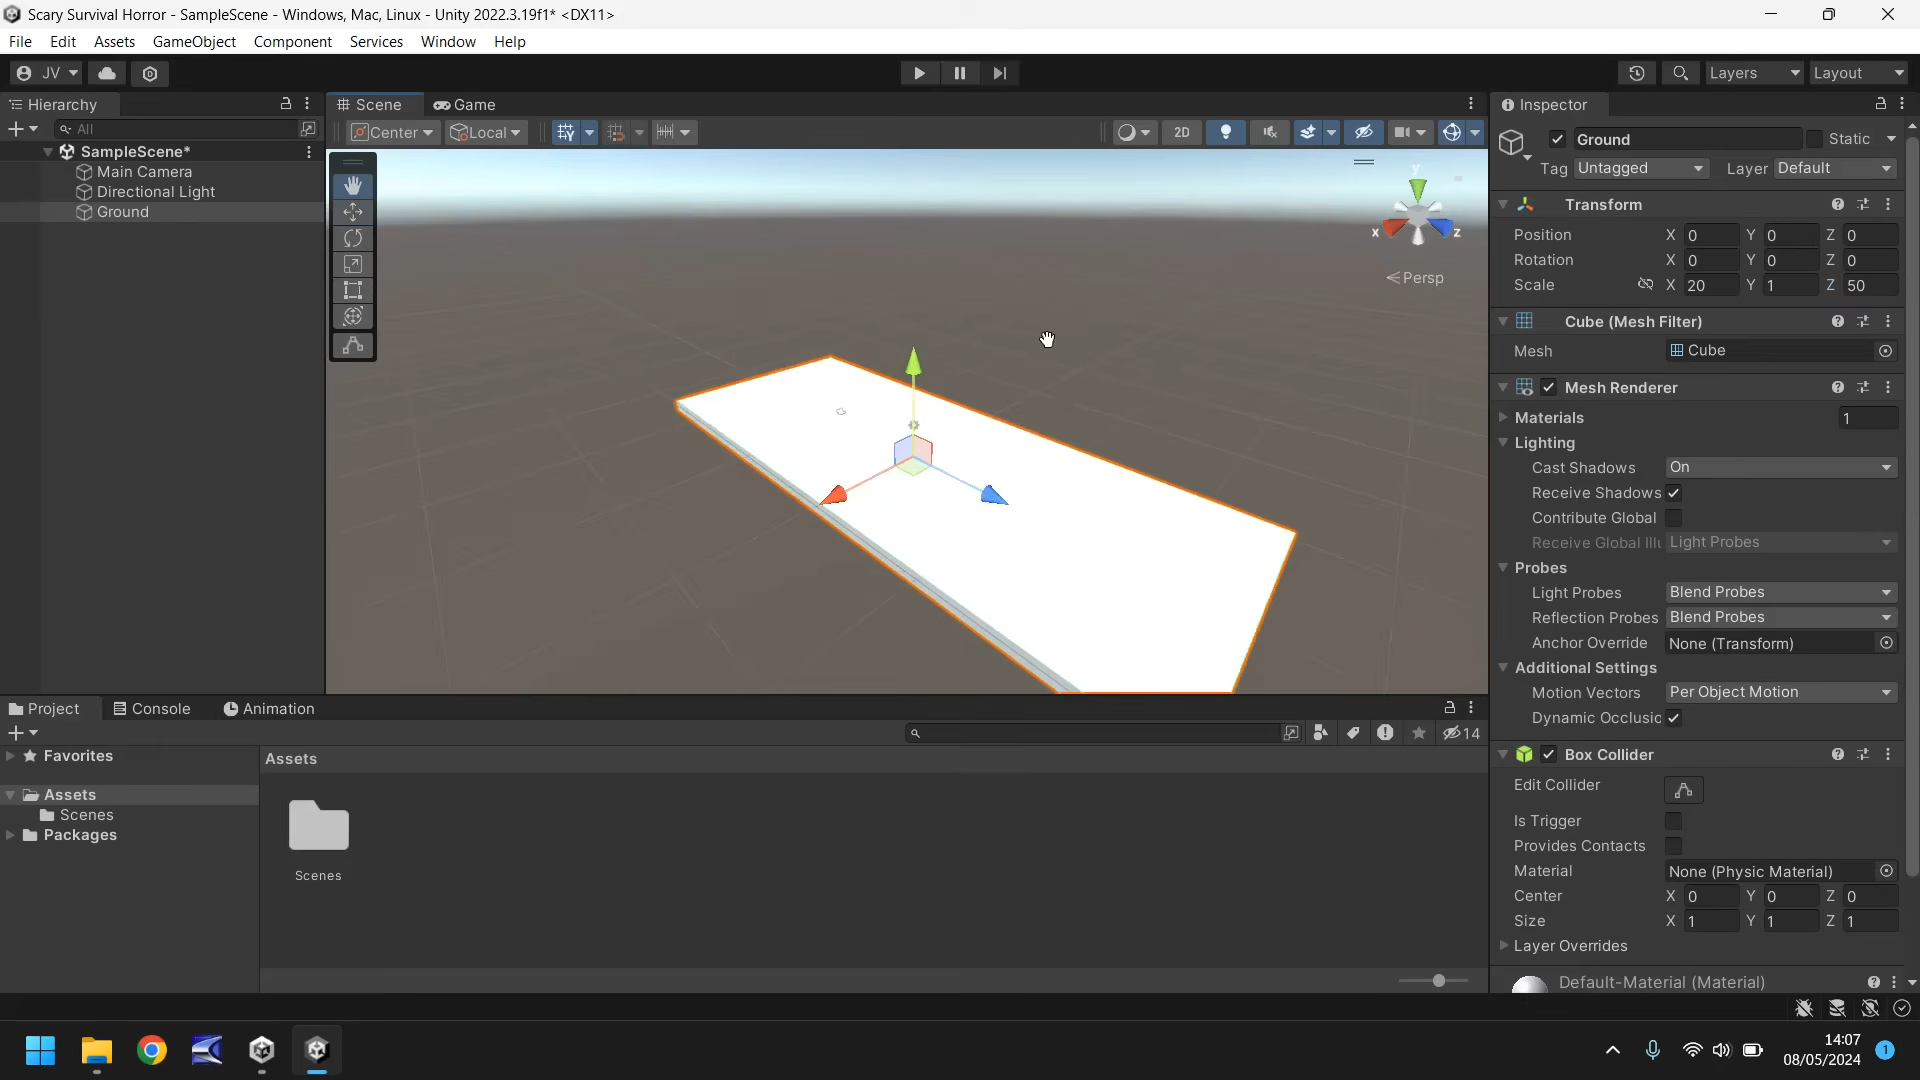 Scary Survival Horror - SampleScene - Windows, Mac, Linux - Unity 2022.3.19f1* <DX11>
File Edit Assets GameObject Component Services Window Help
JV Layers Layout
Hierarchy Scene Game Inspector
All Center Local 2D
SampleScene*
Main Camera
Directional Light
Ground
y
x z
Persp
Ground Static
Tag Untagged Layer Default
Transform
Position X 0 Y 0 Z 0
Rotation X 0 Y 0 Z 0
Scale X 20 Y 1 Z 50
Cube (Mesh Filter)
Mesh Cube
Mesh Renderer
Materials 1
Lighting
Cast Shadows On
Receive Shadows
Contribute Global
Receive Global Illu Light Probes
Probes
Light Probes Blend Probes
Reflection Probes Blend Probes
Anchor Override None (Transform)
Additional Settings
Motion Vectors Per Object Motion
Dynamic Occlusic
Box Collider
Edit Collider
Is Trigger
Provides Contacts
Material None (Physic Material)
Center X 0 Y 0 Z 0
Size X 1 Y 1 Z 1
Layer Overrides
Default-Material (Material)
Project Console Animation
14
Favorites
Assets
Scenes
Packages
Assets
Scenes
14:07
08/05/2024
1